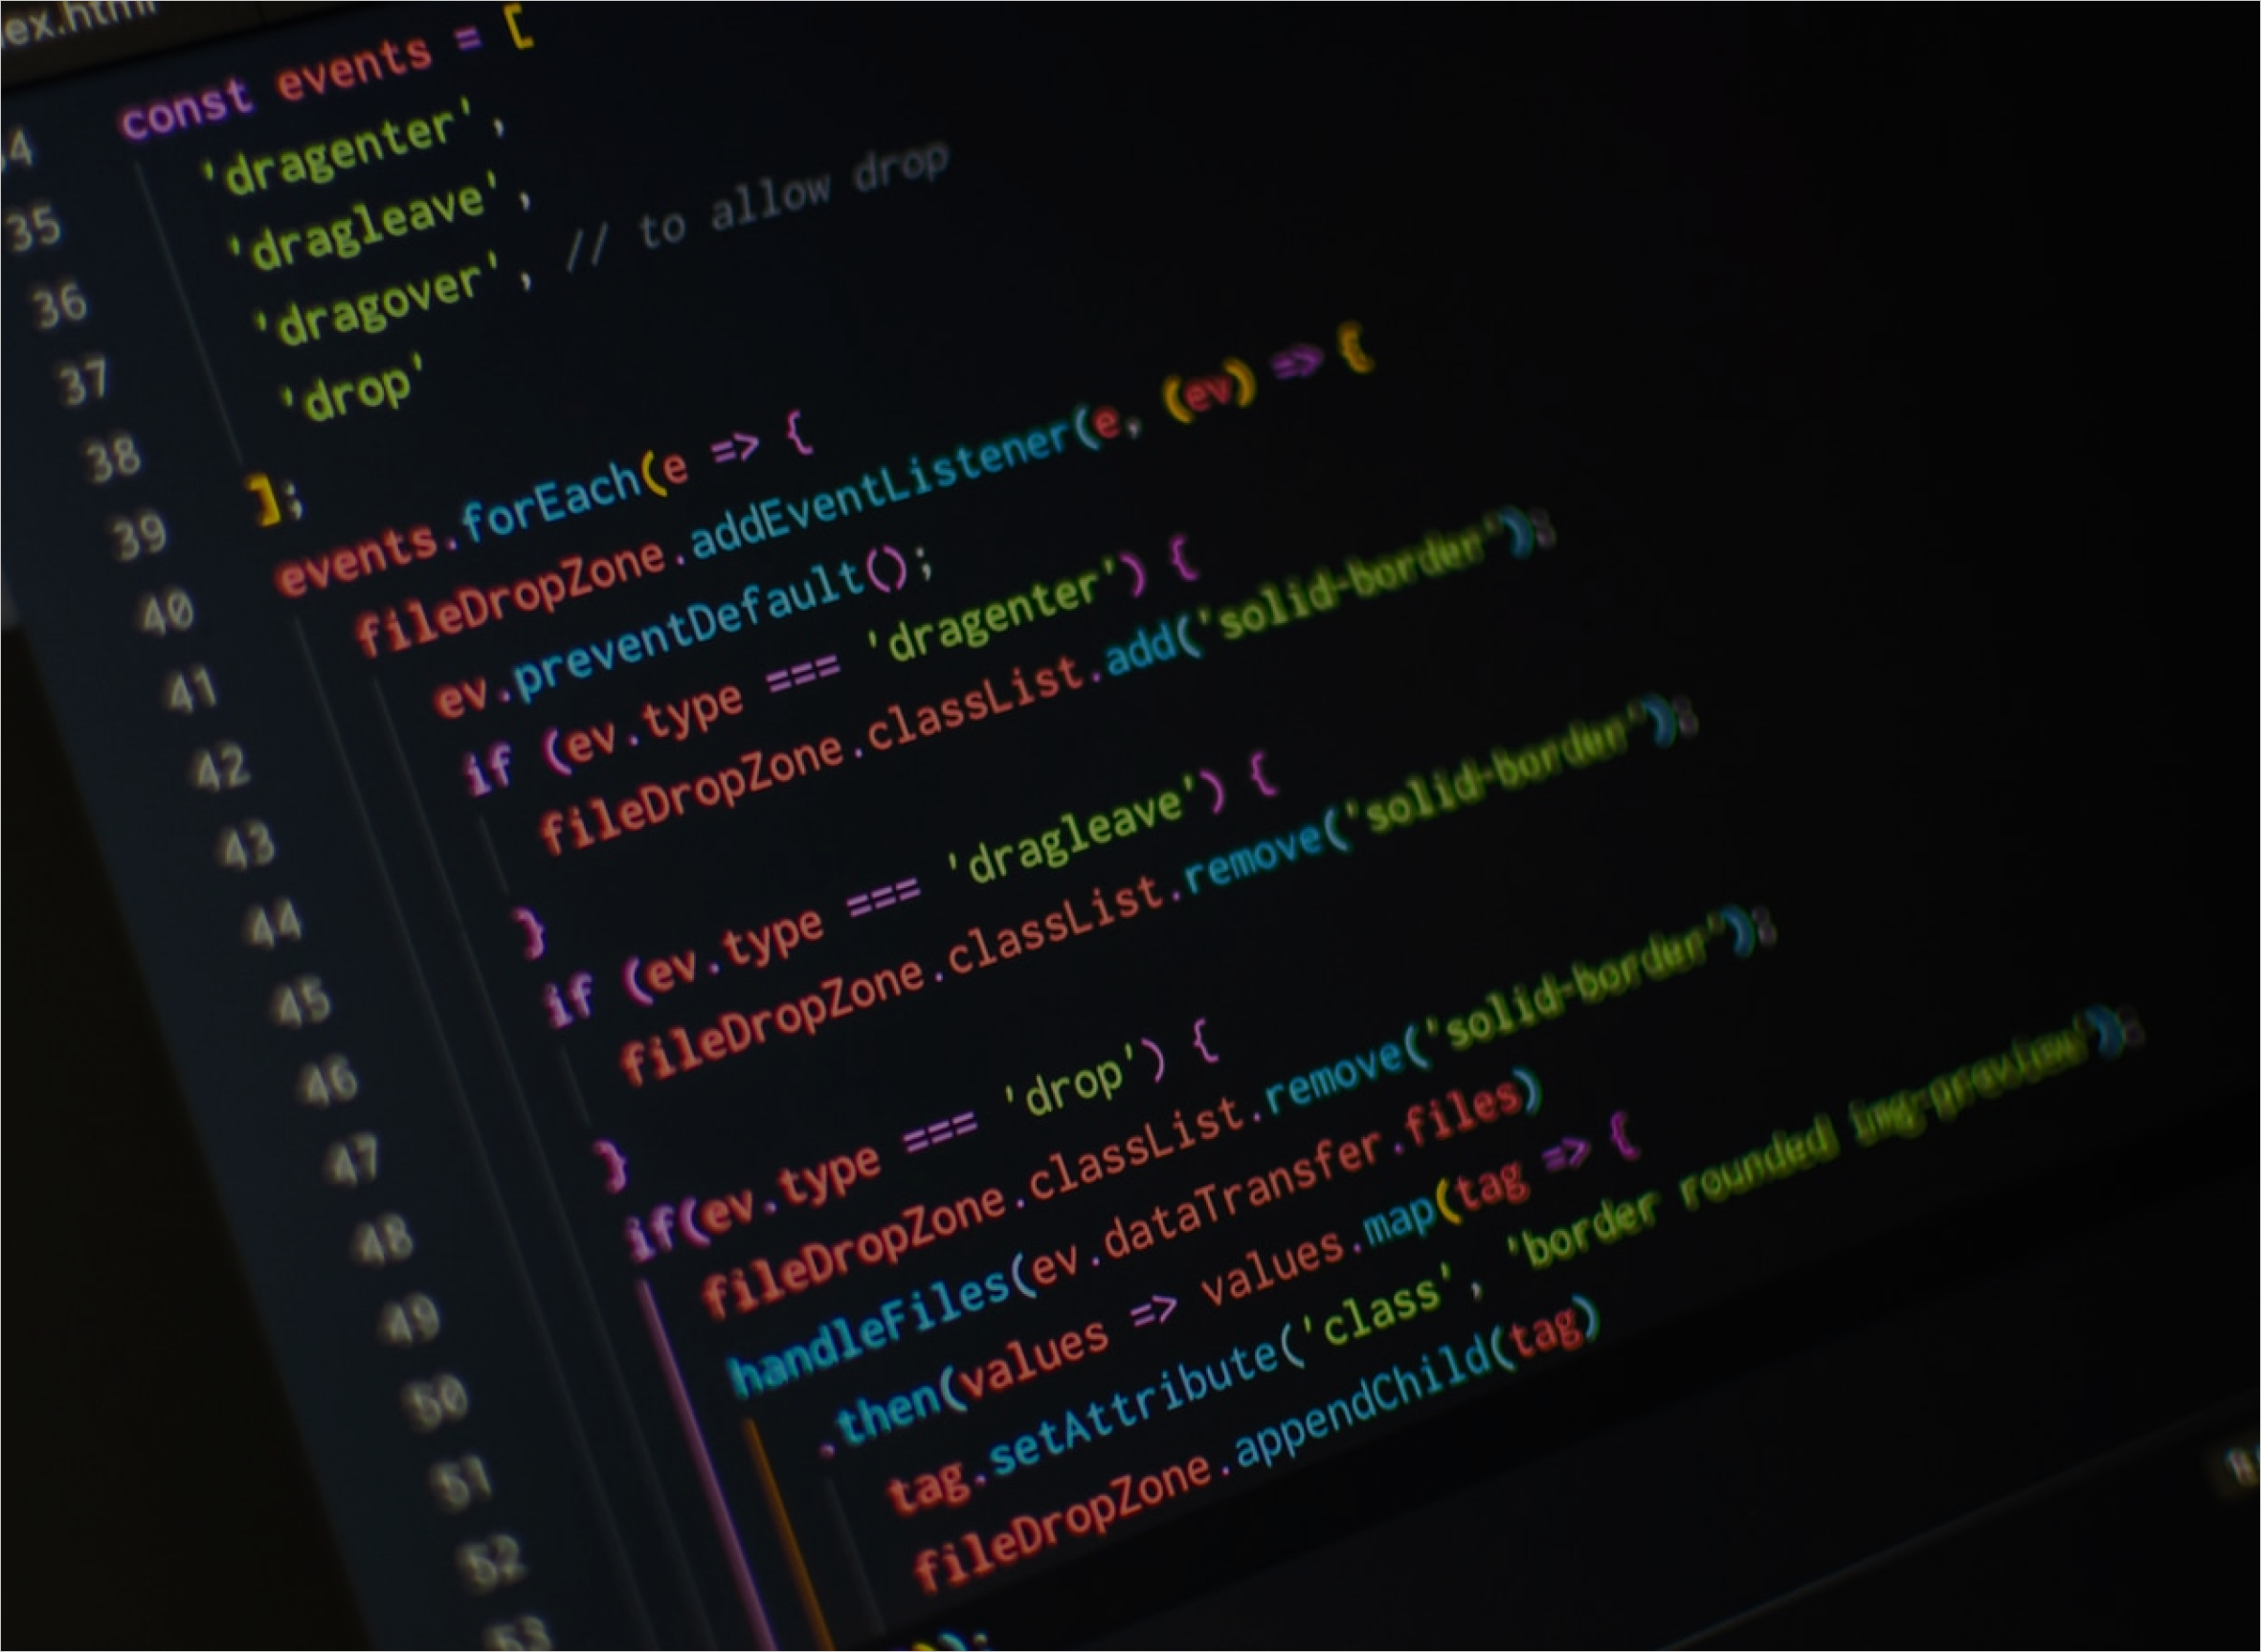 ex.html
const events = [
34
'dragenter',
35
'dragleave',
36
'dragover', // to allow drop
37
'drop'
38
];
39
events.forEach(e => {
40
fileDropZone.addEventListener(e, (ev) => {
41
ev.preventDefault();
42
if (ev.type === 'dragenter') {
43
fileDropZone.classList.add('solid-border');
44
}
45
if (ev.type === 'dragleave') {
46
fileDropZone.classList.remove('solid-border');
47
}
48
if(ev.type === 'drop') {
49
fileDropZone.classList.remove('solid-border');
50
handleFiles(ev.dataTransfer.files)
51
.then(values => values.map(tag => {
52
tag.setAttribute('class', 'border rounded img-preview');
53
fileDropZone.appendChild(tag)
);